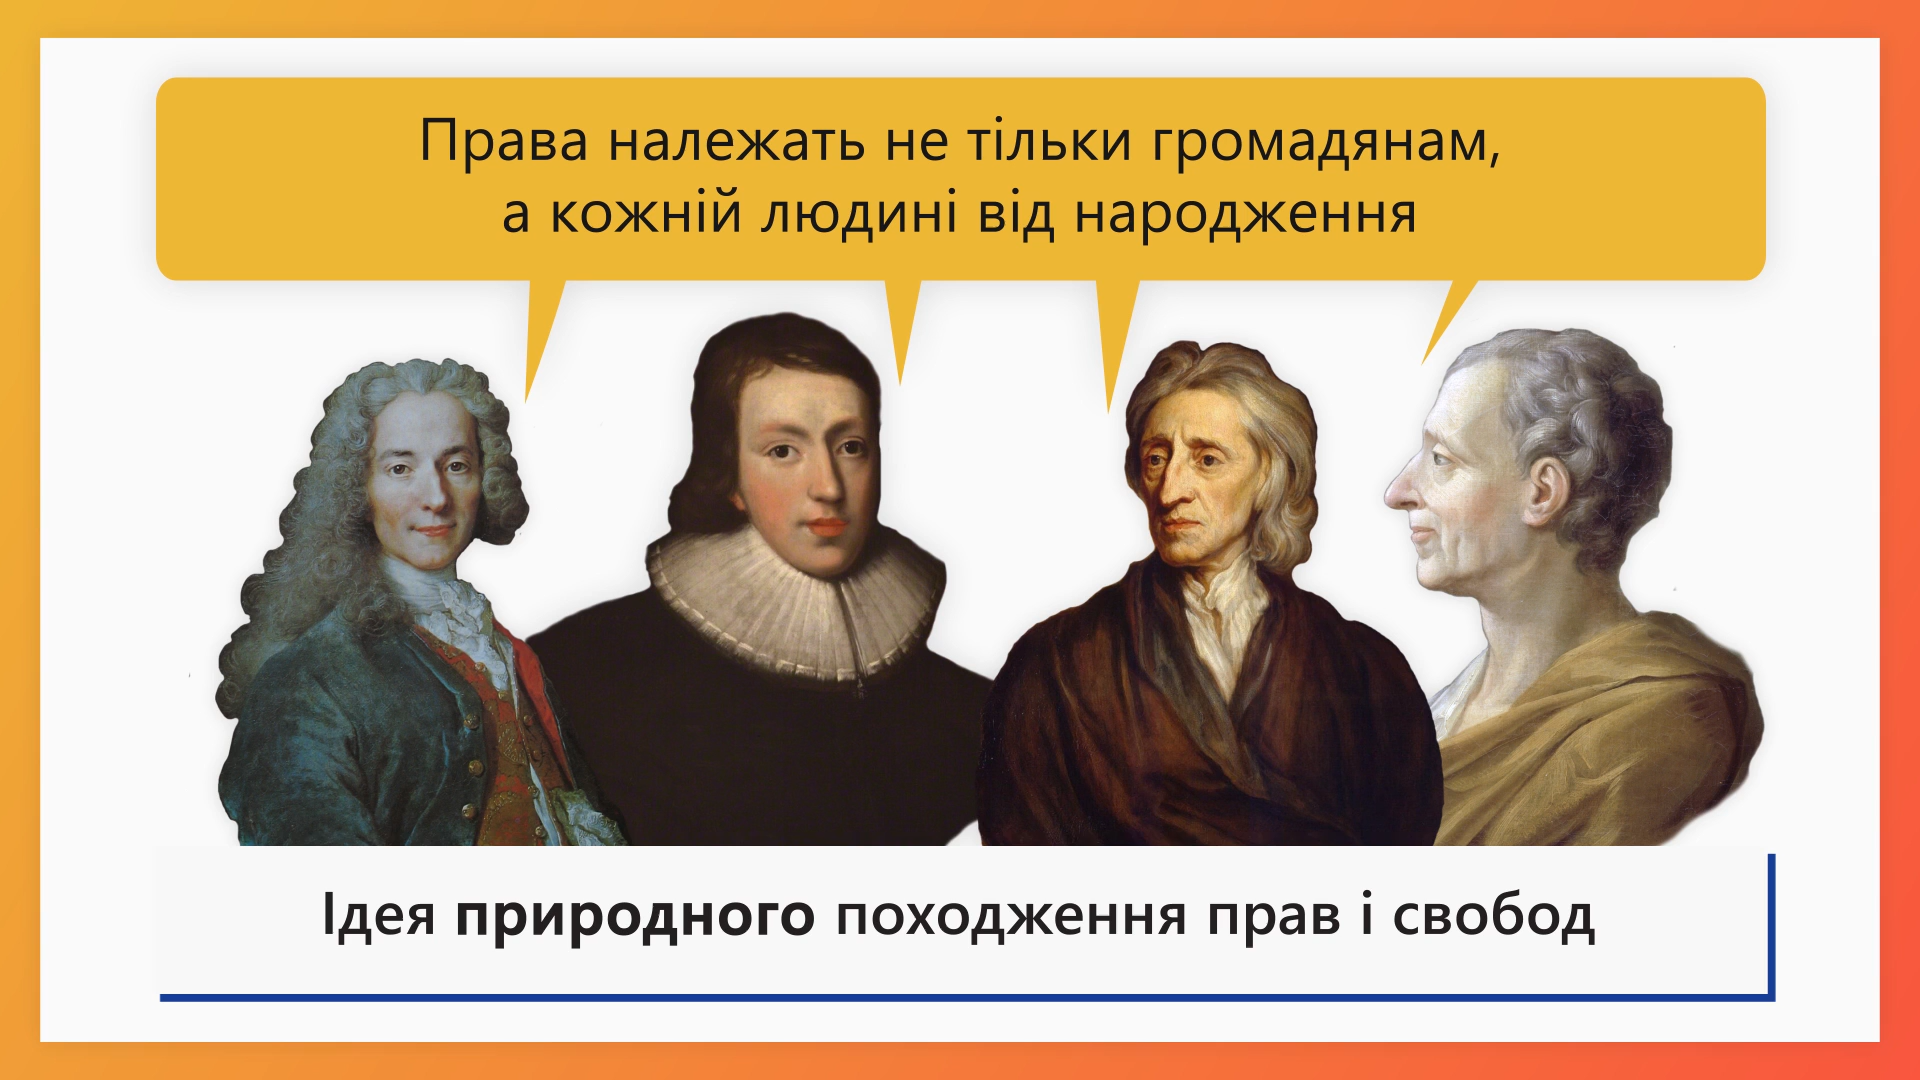 Права належать не тільки громадянам,
а кожній людині від народження
Ідея природного походження прав і свобод